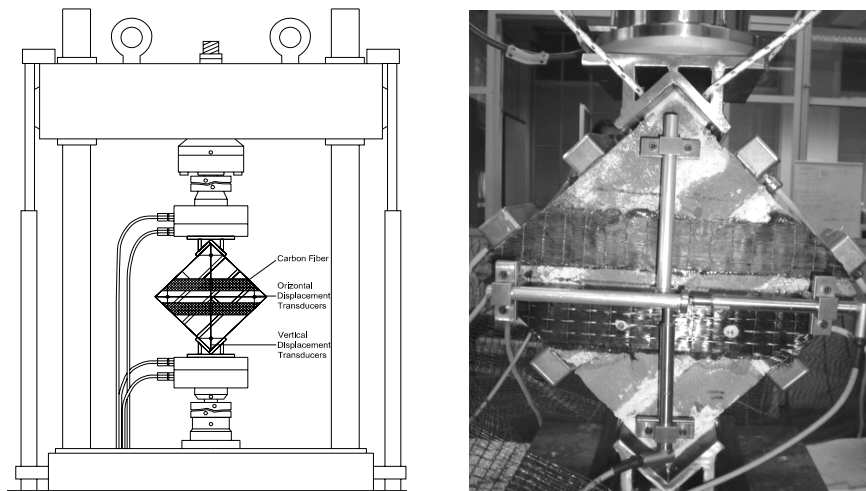 Carbon Fiber
Orizontal
Displacement
Transducers
Vertical
Displacement
Transducers